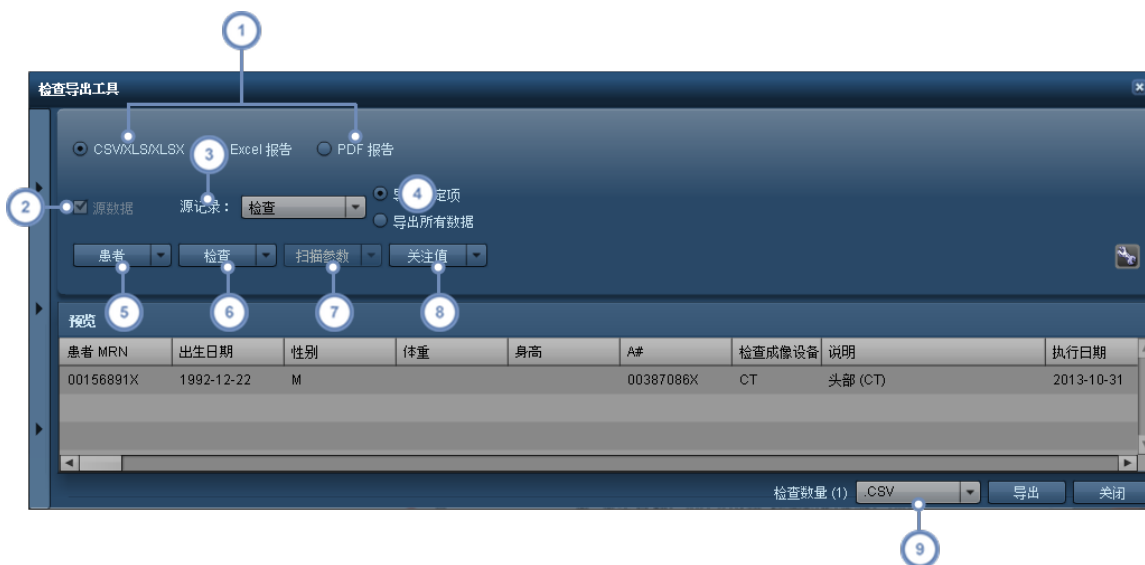 1
检查导出工具
CSV/XLS/XLSX Excel 报告 PDF 报告
3
4
2 源数据 源记录： 检查 定项
导出所有数据
患者 检查 扫描参数 关注值
5 6 7 8
预览
患者 MRN 出生日期 性别 体重 身高 A# 检查成像设备 说明 执行日期
00156891X 1992-12-22 M 00387086X CT 头部 (CT) 2013-10-31
检查数量 (1) .CSV 导出 关闭
9